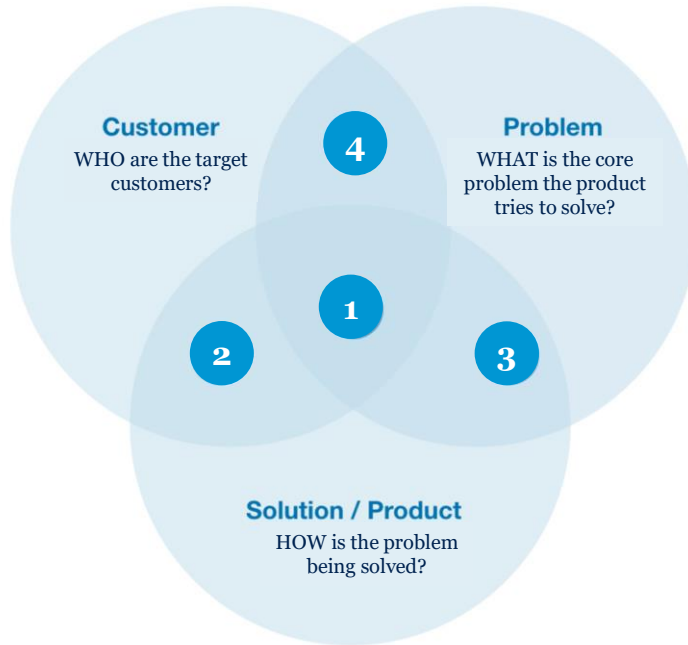 Customer
WHO are the target
customers?
4
Problem
WHAT is the core
problem the product
tries to solve?
1
2
3
Solution / Product
HOW is the problem
being solved?